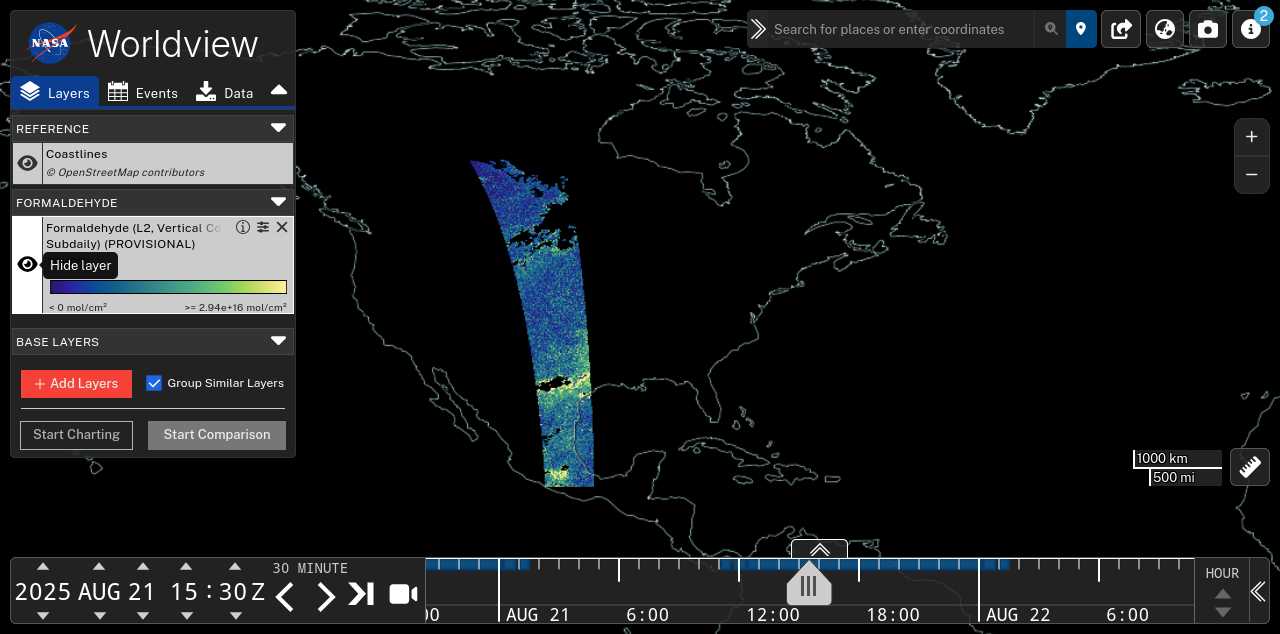 NASA
Worldview
Layers
Events
Data
REFERENCE
Coastlines
© OpenStreetMap contributors
FORMALDEHYDE
Formaldehyde (L2, Vertical Co
Subdaily) (PROVISIONAL)
Hide layer
< 0 mol/cm²
>= 2.94e+16 mol/cm²
BASE LAYERS
+ Add Layers
Group Similar Layers
Start Charting
Start Comparison
Search for places or enter coordinates
2
+
−
1000 km
500 mi
2025 AUG 21 15 : 30 Z
30 MINUTE
00
AUG 21
6:00
12:00
18:00
AUG 22
6:00
HOUR